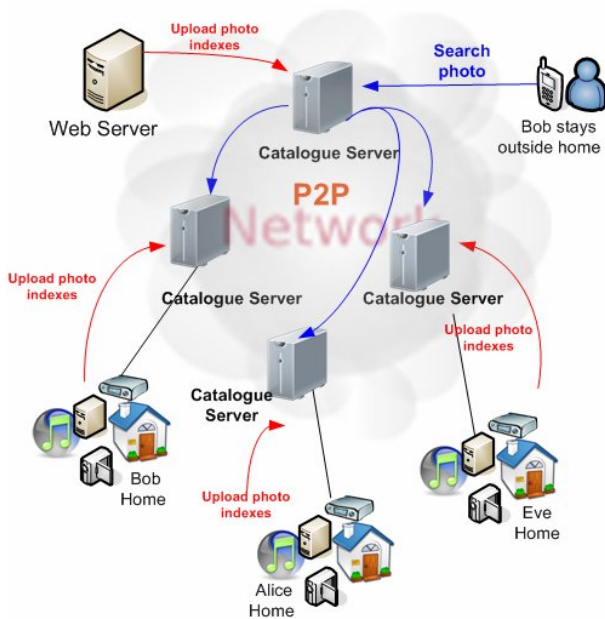 Upload photo
indexes
Search
photo
Web Server
Bob stays
outside home
Catalogue Server
P2P
Network
Upload photo
indexes
Catalogue Server
Catalogue Server
Upload photo
indexes
Catalogue
Server
Bob
Home
Upload photo
indexes
Eve
Home
Alice
Home